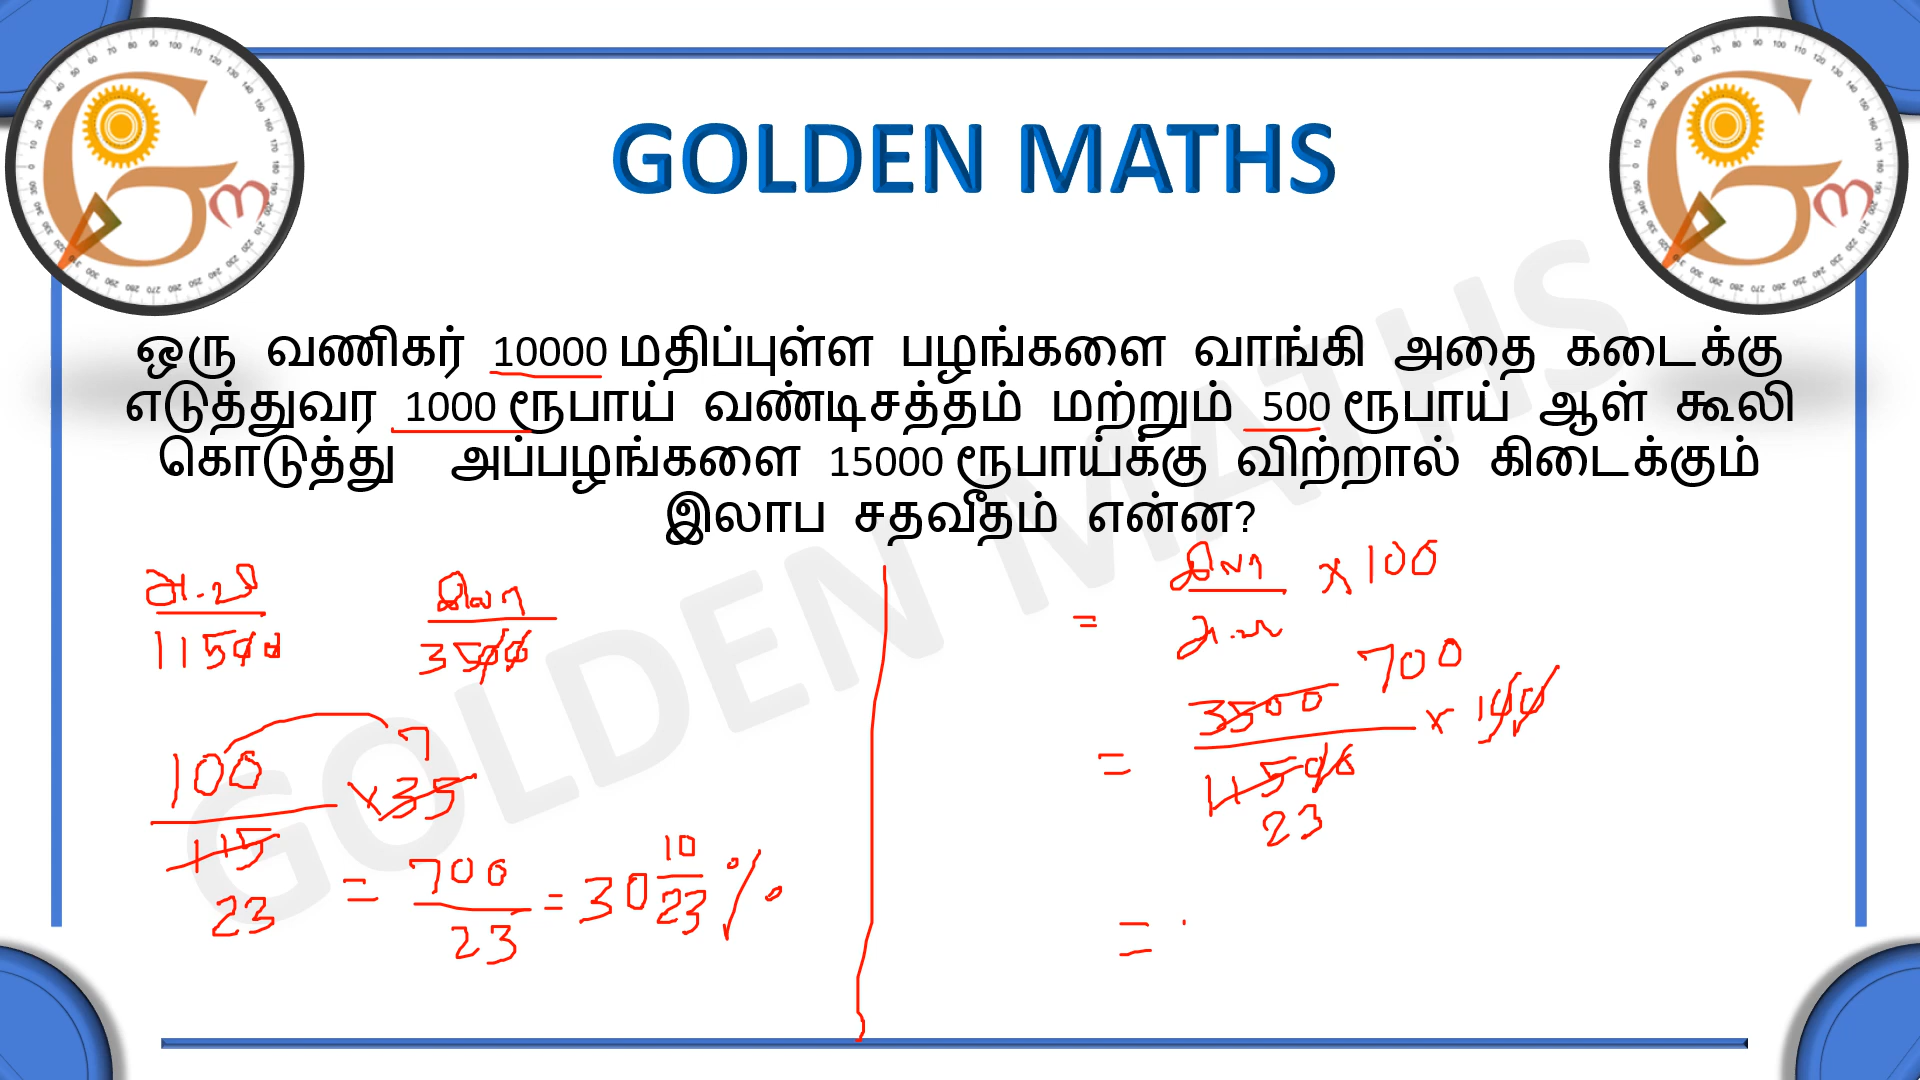 GOLDEN MATHS
ஒரு வணிகர் 10000 மதிப்புள்ள பழங்களை வாங்கி அதை கடைக்கு
எடுத்துவர 1000 ரூபாய் வண்டிசத்தம் மற்றும் 500 ரூபாய் ஆள் கூலி
கொடுத்து அப்பழங்களை 15000 ரூபாய்க்கு விற்றால் கிடைக்கும்
இலாப சதவீதம் என்ன?
அ.வி இலா
11500 3500
100 7
× 35
115
23
= 700 = 30 10 %
23 23
= இலா × 100
அ.வி
700
= 3500 × 100
11500
23
=
GOLDEN MATHS